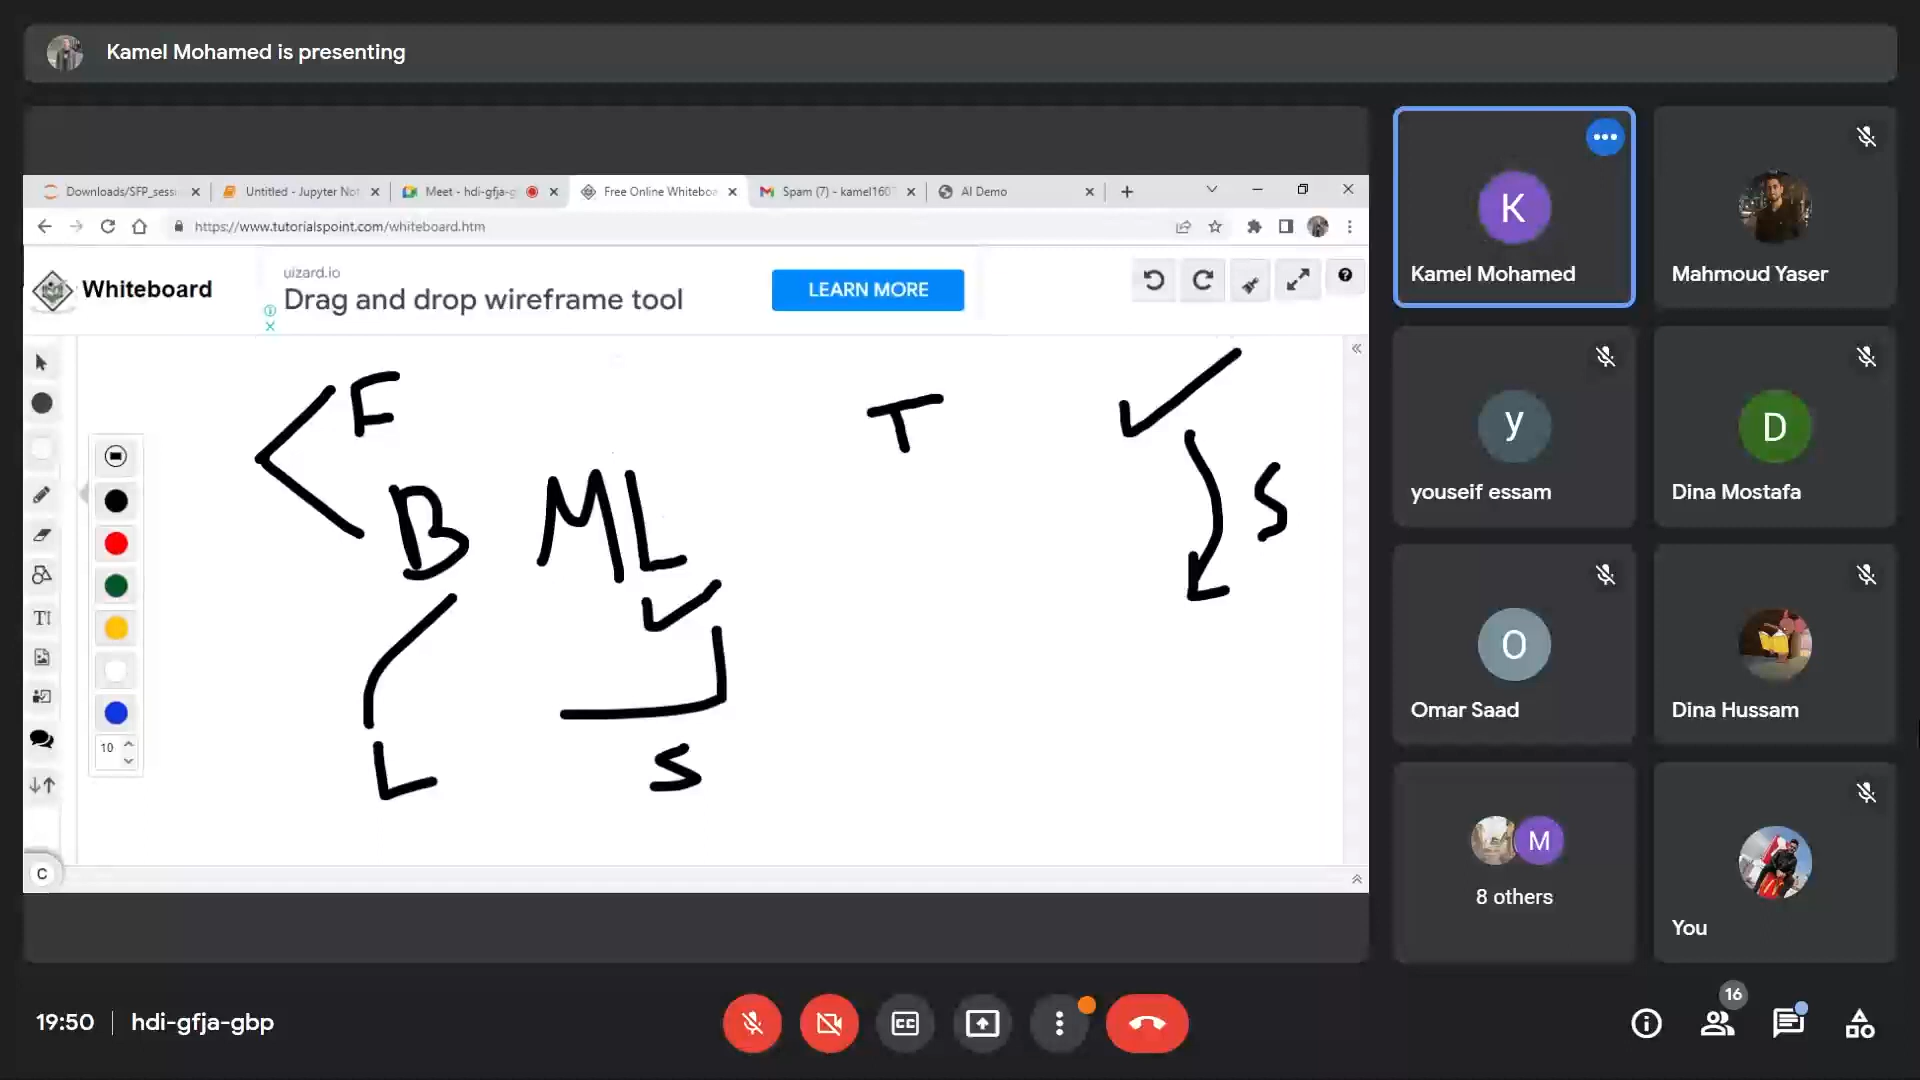 Kamel Mohamed is presenting
Downloads/SFP_sessi
Untitled - Jupyter Not
Meet - hdi-gfja-g
Free Online Whiteboa
Spam (7) - kamel160
AI Demo
https://www.tutorialspoint.com/whiteboard.htm
Whiteboard
uizard.io
Drag and drop wireframe tool
LEARN MORE
F
T
S
B ML
L
S
TI
10
C
K
Kamel Mohamed
Mahmoud Yaser
y
youseif essam
D
Dina Mostafa
O
Omar Saad
Dina Hussam
M
8 others
You
19:50
hdi-gfja-gbp
CC
16